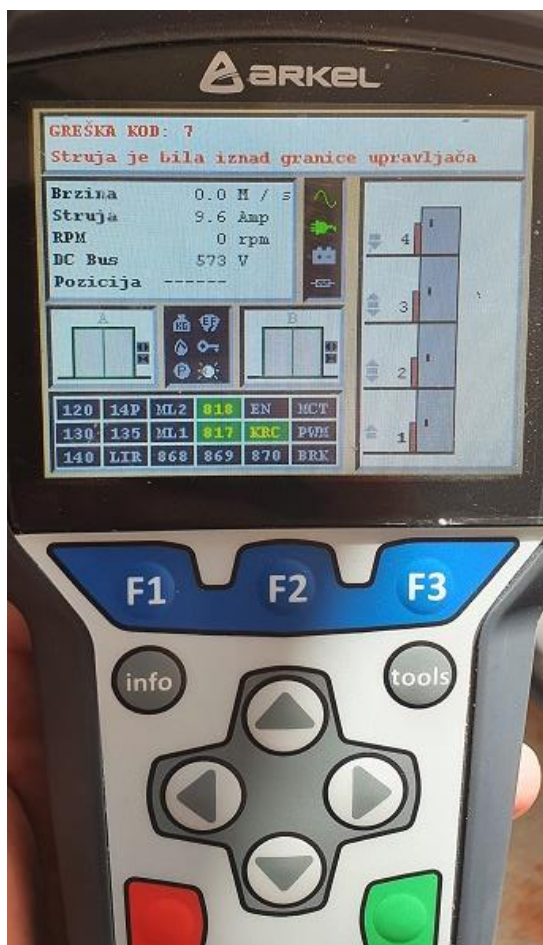 ARKEL
GREŠKA KOD: 7
Struja je bila iznad granice upravljača
Brzina 0.0 M / s
Struja 9.6 Amp
RPM 0 rpm
DC Bus 573 V
Pozicija ------
4
3
2
1
A
B
KG
P
120 14P ML2 818 EN MCT
130 135 ML1 817 KRC PWM
140 LIR 868 869 870 BRK
F1 F2 F3
info
tools